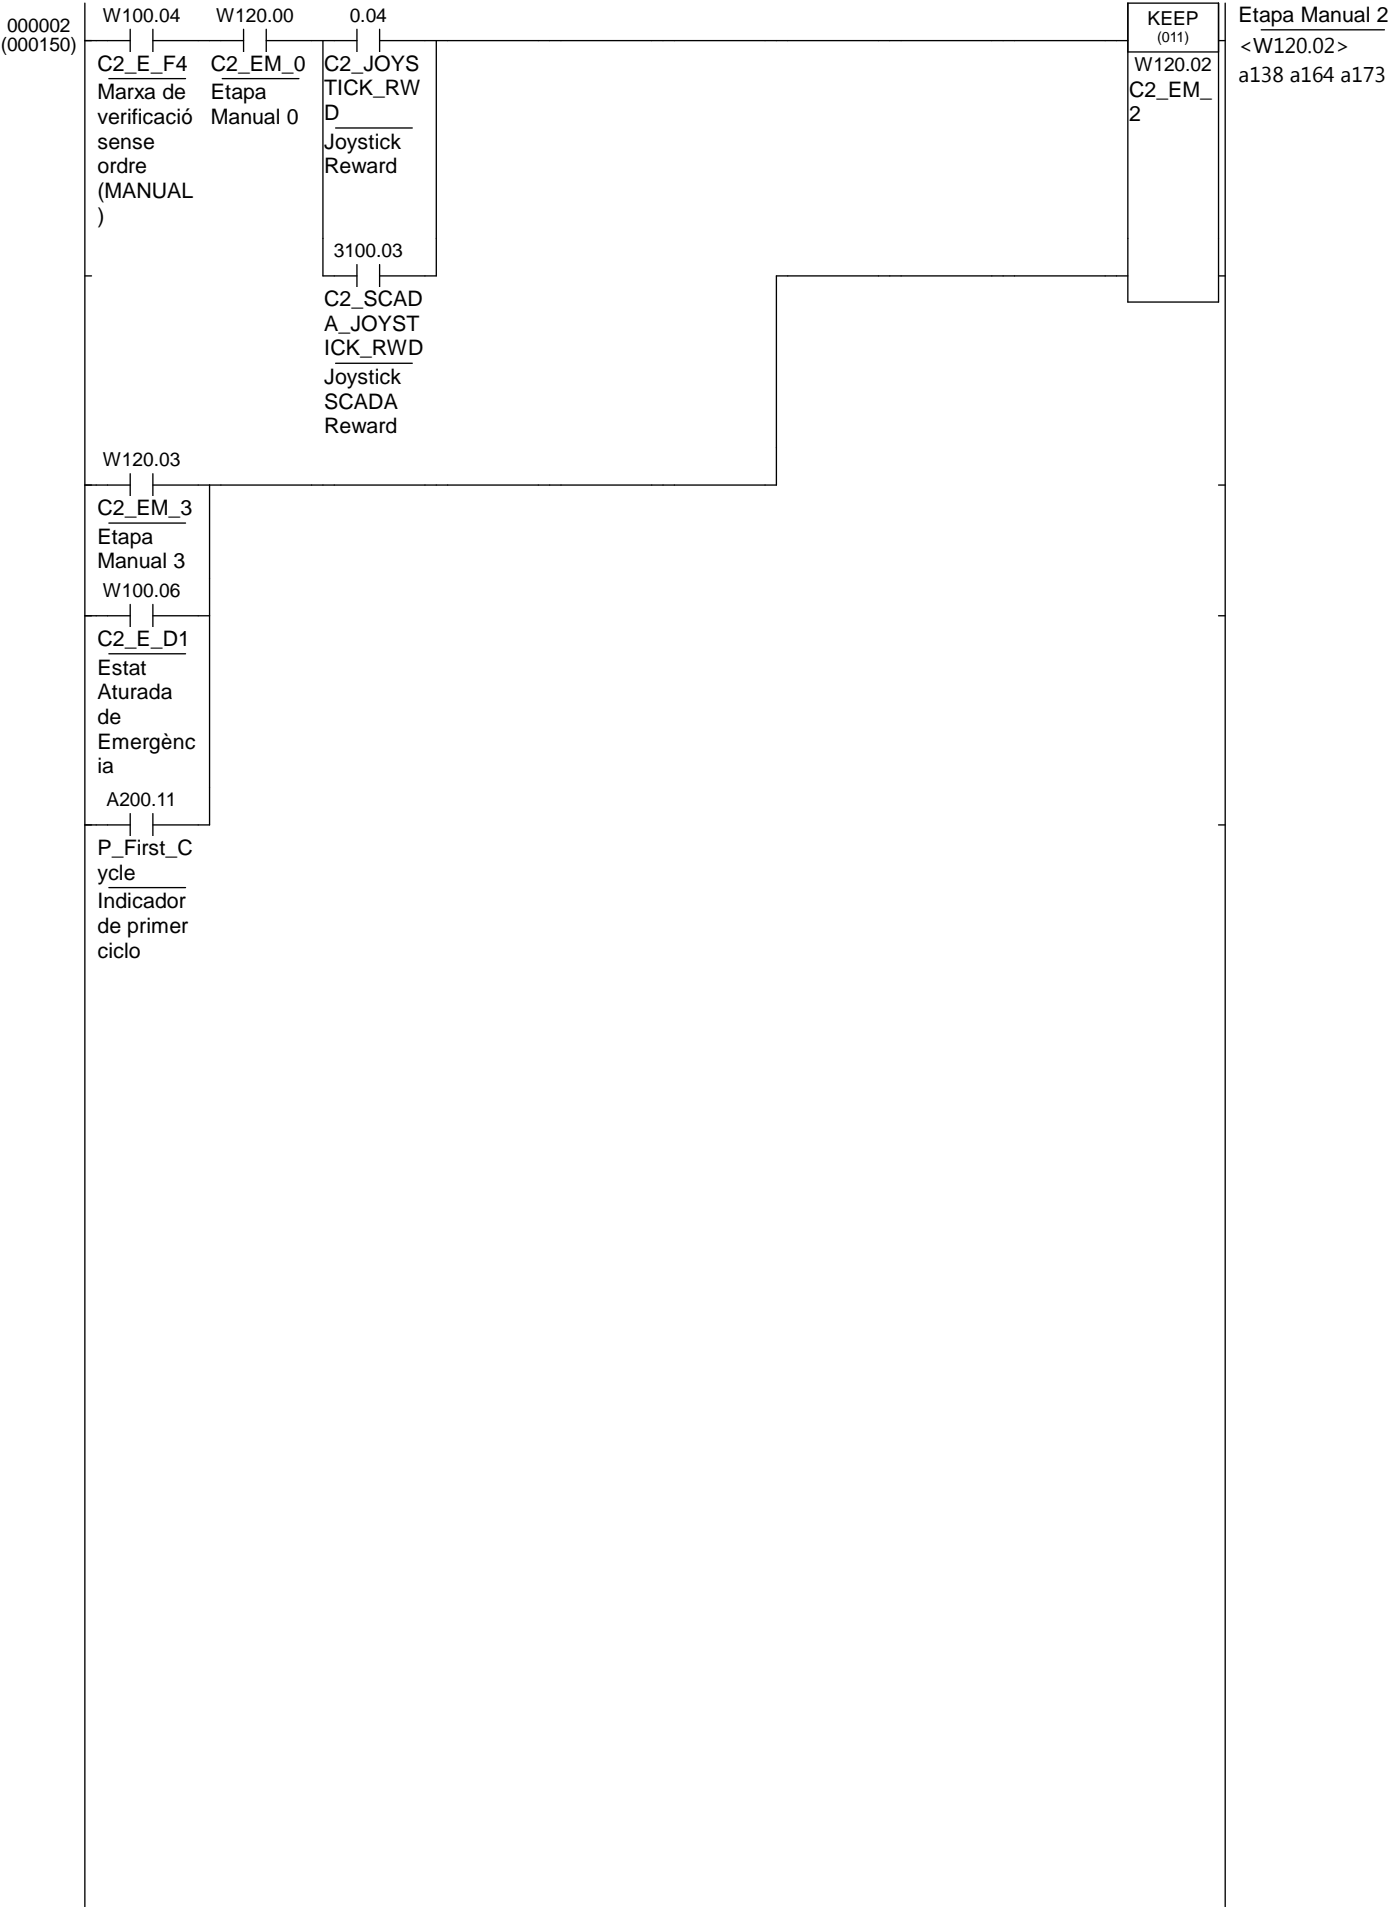 000002
(000150)
W100.04
C2_E_F4
Marxa de
verificació
sense
ordre
(MANUAL
)
W120.00
C2_EM_0
Etapa
Manual 0
0.04
C2_JOYS
TICK_RW
D
Joystick
Reward
3100.03
C2_SCAD
A_JOYST
ICK_RWD
Joystick
SCADA
Reward
KEEP
(011)
W120.02
C2_EM_
2
Etapa Manual 2
<W120.02>
a138 a164 a173
W120.03
C2_EM_3
Etapa
Manual 3
W100.06
C2_E_D1
Estat
Aturada
de
Emergènc
ia
A200.11
P_First_C
ycle
Indicador
de primer
ciclo